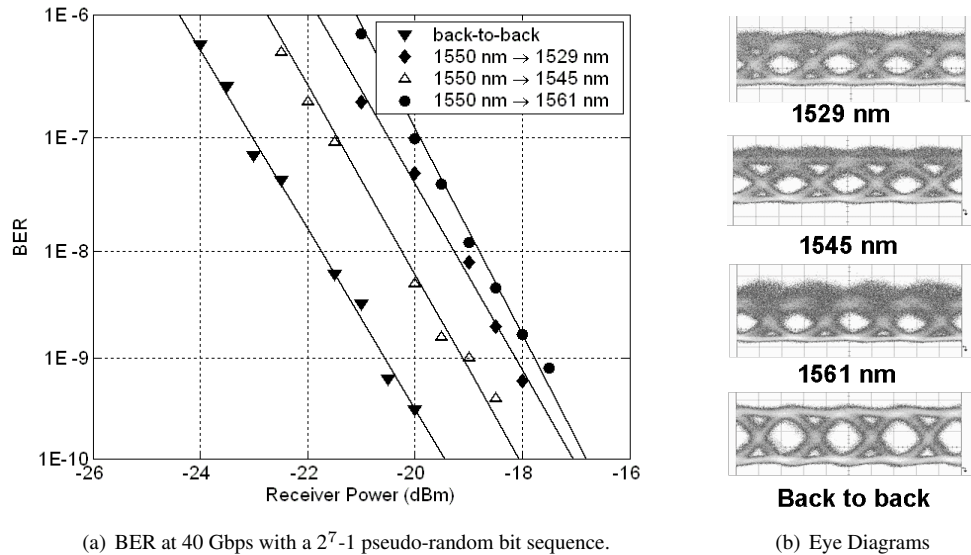 1E-6
1E-7
1E-8
1E-9
1E-10
BER
-26
-24
-22
-20
-18
-16
Receiver Power (dBm)
back-to-back
1550 nm → 1529 nm
1550 nm → 1545 nm
1550 nm → 1561 nm
(a) BER at 40 Gbps with a 2⁷-1 pseudo-random bit sequence.
1529 nm
1545 nm
1561 nm
Back to back
(b) Eye Diagrams